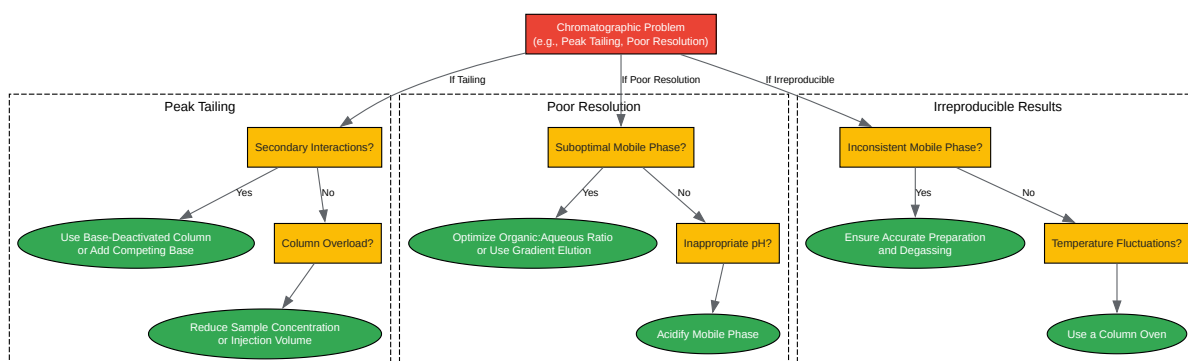 Chromatographic Problem
(e.g., Peak Tailing, Poor Resolution)
If Tailing
If Poor Resolution
If Irreproducible
Peak Tailing
Poor Resolution
Irreproducible Results
Secondary Interactions?
Suboptimal Mobile Phase?
Inconsistent Mobile Phase?
Yes
No
Yes
No
Yes
No
Use Base-Deactivated Column
or Add Competing Base
Column Overload?
Optimize Organic:Aqueous Ratio
or Use Gradient Elution
Inappropriate pH?
Ensure Accurate Preparation
and Degassing
Temperature Fluctuations?
Reduce Sample Concentration
or Injection Volume
Acidify Mobile Phase
Use a Column Oven